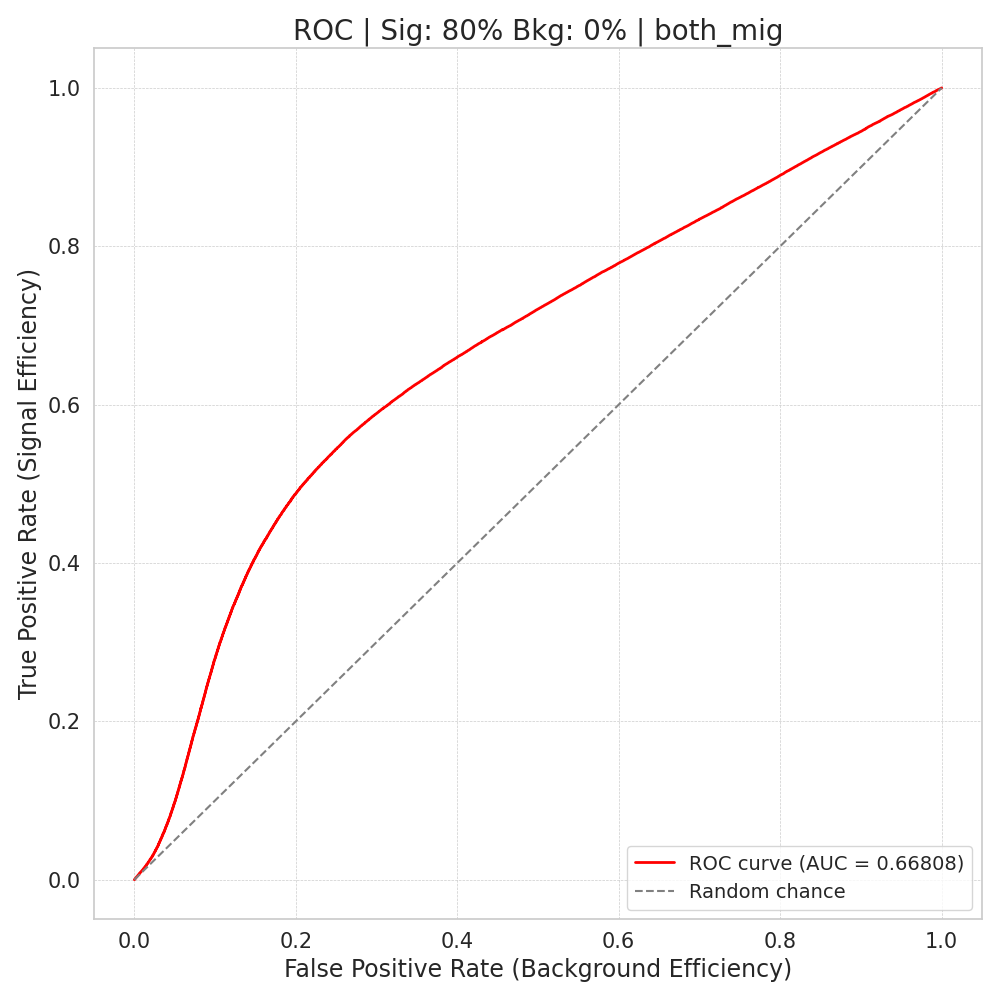 ROC | Sig: 80% Bkg: 0% | both_mig
True Positive Rate (Signal Efficiency)
1.0
0.8
0.6
0.4
0.2
0.0
ROC curve (AUC = 0.66808)
Random chance
0.0 0.2 0.4 0.6 0.8 1.0
False Positive Rate (Background Efficiency)